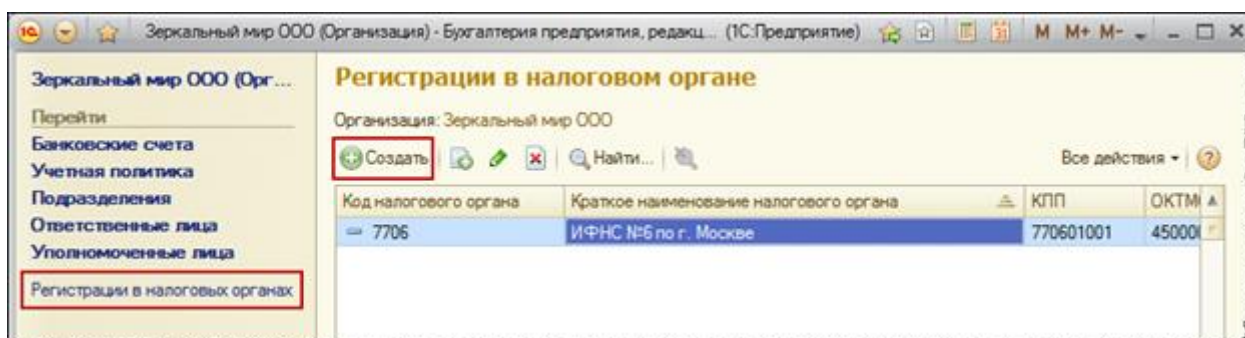 Зеркальный мир ООО (Организация) - Бухгалтерия предприятия, редакц... (1С:Предприятие) M M+ M-
Зеркальный мир ООО (Орг...
Перейти
Банковские счета
Учетная политика
Подразделения
Ответственные лица
Уполномоченные лица
Регистрации в налоговых органах
Регистрации в налоговом органе
Организация: Зеркальный мир ООО
Создать Найти... Все действия
Код налогового органа Краткое наименование налогового органа КПП ОКТМ
7706 ИФНС №6 по г. Москве 770601001 45000